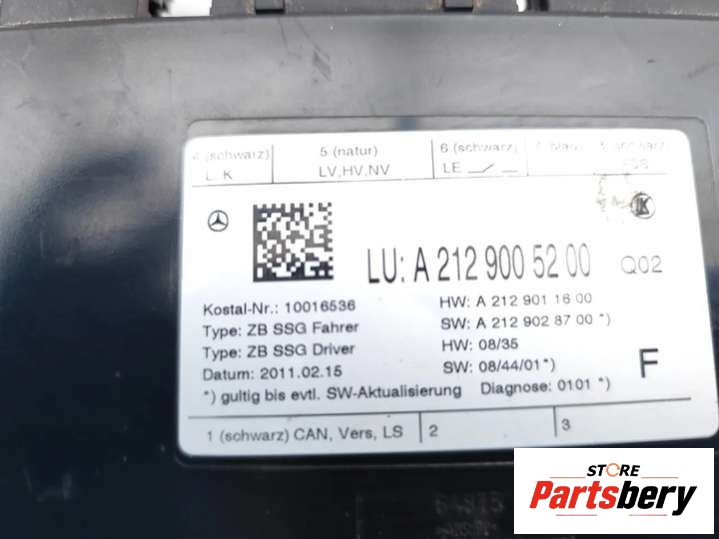 4 (schwarz)
L K
5 (natur)
LV,HV,NV
6 (schwarz)
LE
LU: A 212 900 52 00 Q02
Kostal-Nr.: 10016536
Type: ZB SSG Fahrer
Type: ZB SSG Driver
Datum: 2011.02.15
HW: A 212 901 16 00
SW: A 212 902 87 00 *)
HW: 08/35
SW: 08/44/01*)
*) gultig bis evtl. SW-Aktualisierung Diagnose: 0101 *)
F
1 (schwarz) CAN, Vers, LS
2
3
STORE
Partsbery